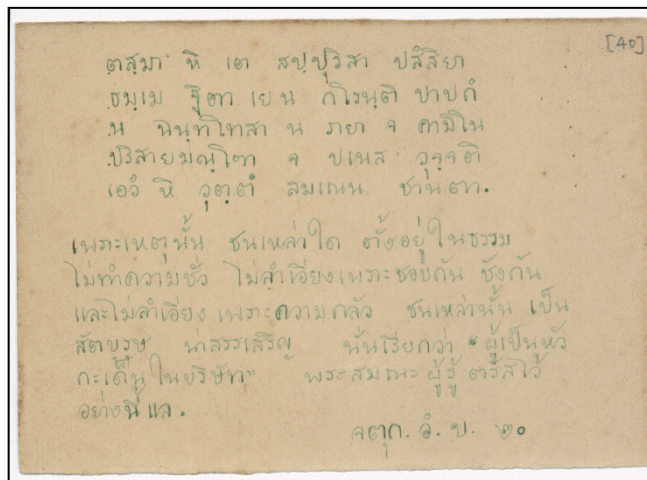 [40]
ตสฺมา หิ เต สปฺปุริสา ปสํสิยา
ธมฺเม ฐิตา เย น กโรนฺติ ปาปกํ
น ฉนฺทโทสา น ภยา จ คามิโน
ปริสายมณฺโฑ จ ปเนส วุจฺจติ
เอวํ หิ วุตฺตํ สมเณน ชานตา.
เพราะเหตุนั้น ชนเหล่าใด ตั้งอยู่ในธรรม
ไม่ทำความชั่ว ไม่ลำเอียงเพราะชอบกัน ชังกัน
และไม่ลำเอียง เพราะความกลัว ชนเหล่านั้น เป็น
สัตบุรุษ น่าสรรเสริญ นั่นเรียกว่า "ผู้เป็นหัว
กะเดนในบริษัท" พระสมณะผู้รู้ ตรัสไว้
อย่างนี้แล.
จตุก. อํ. ข. ๒๐